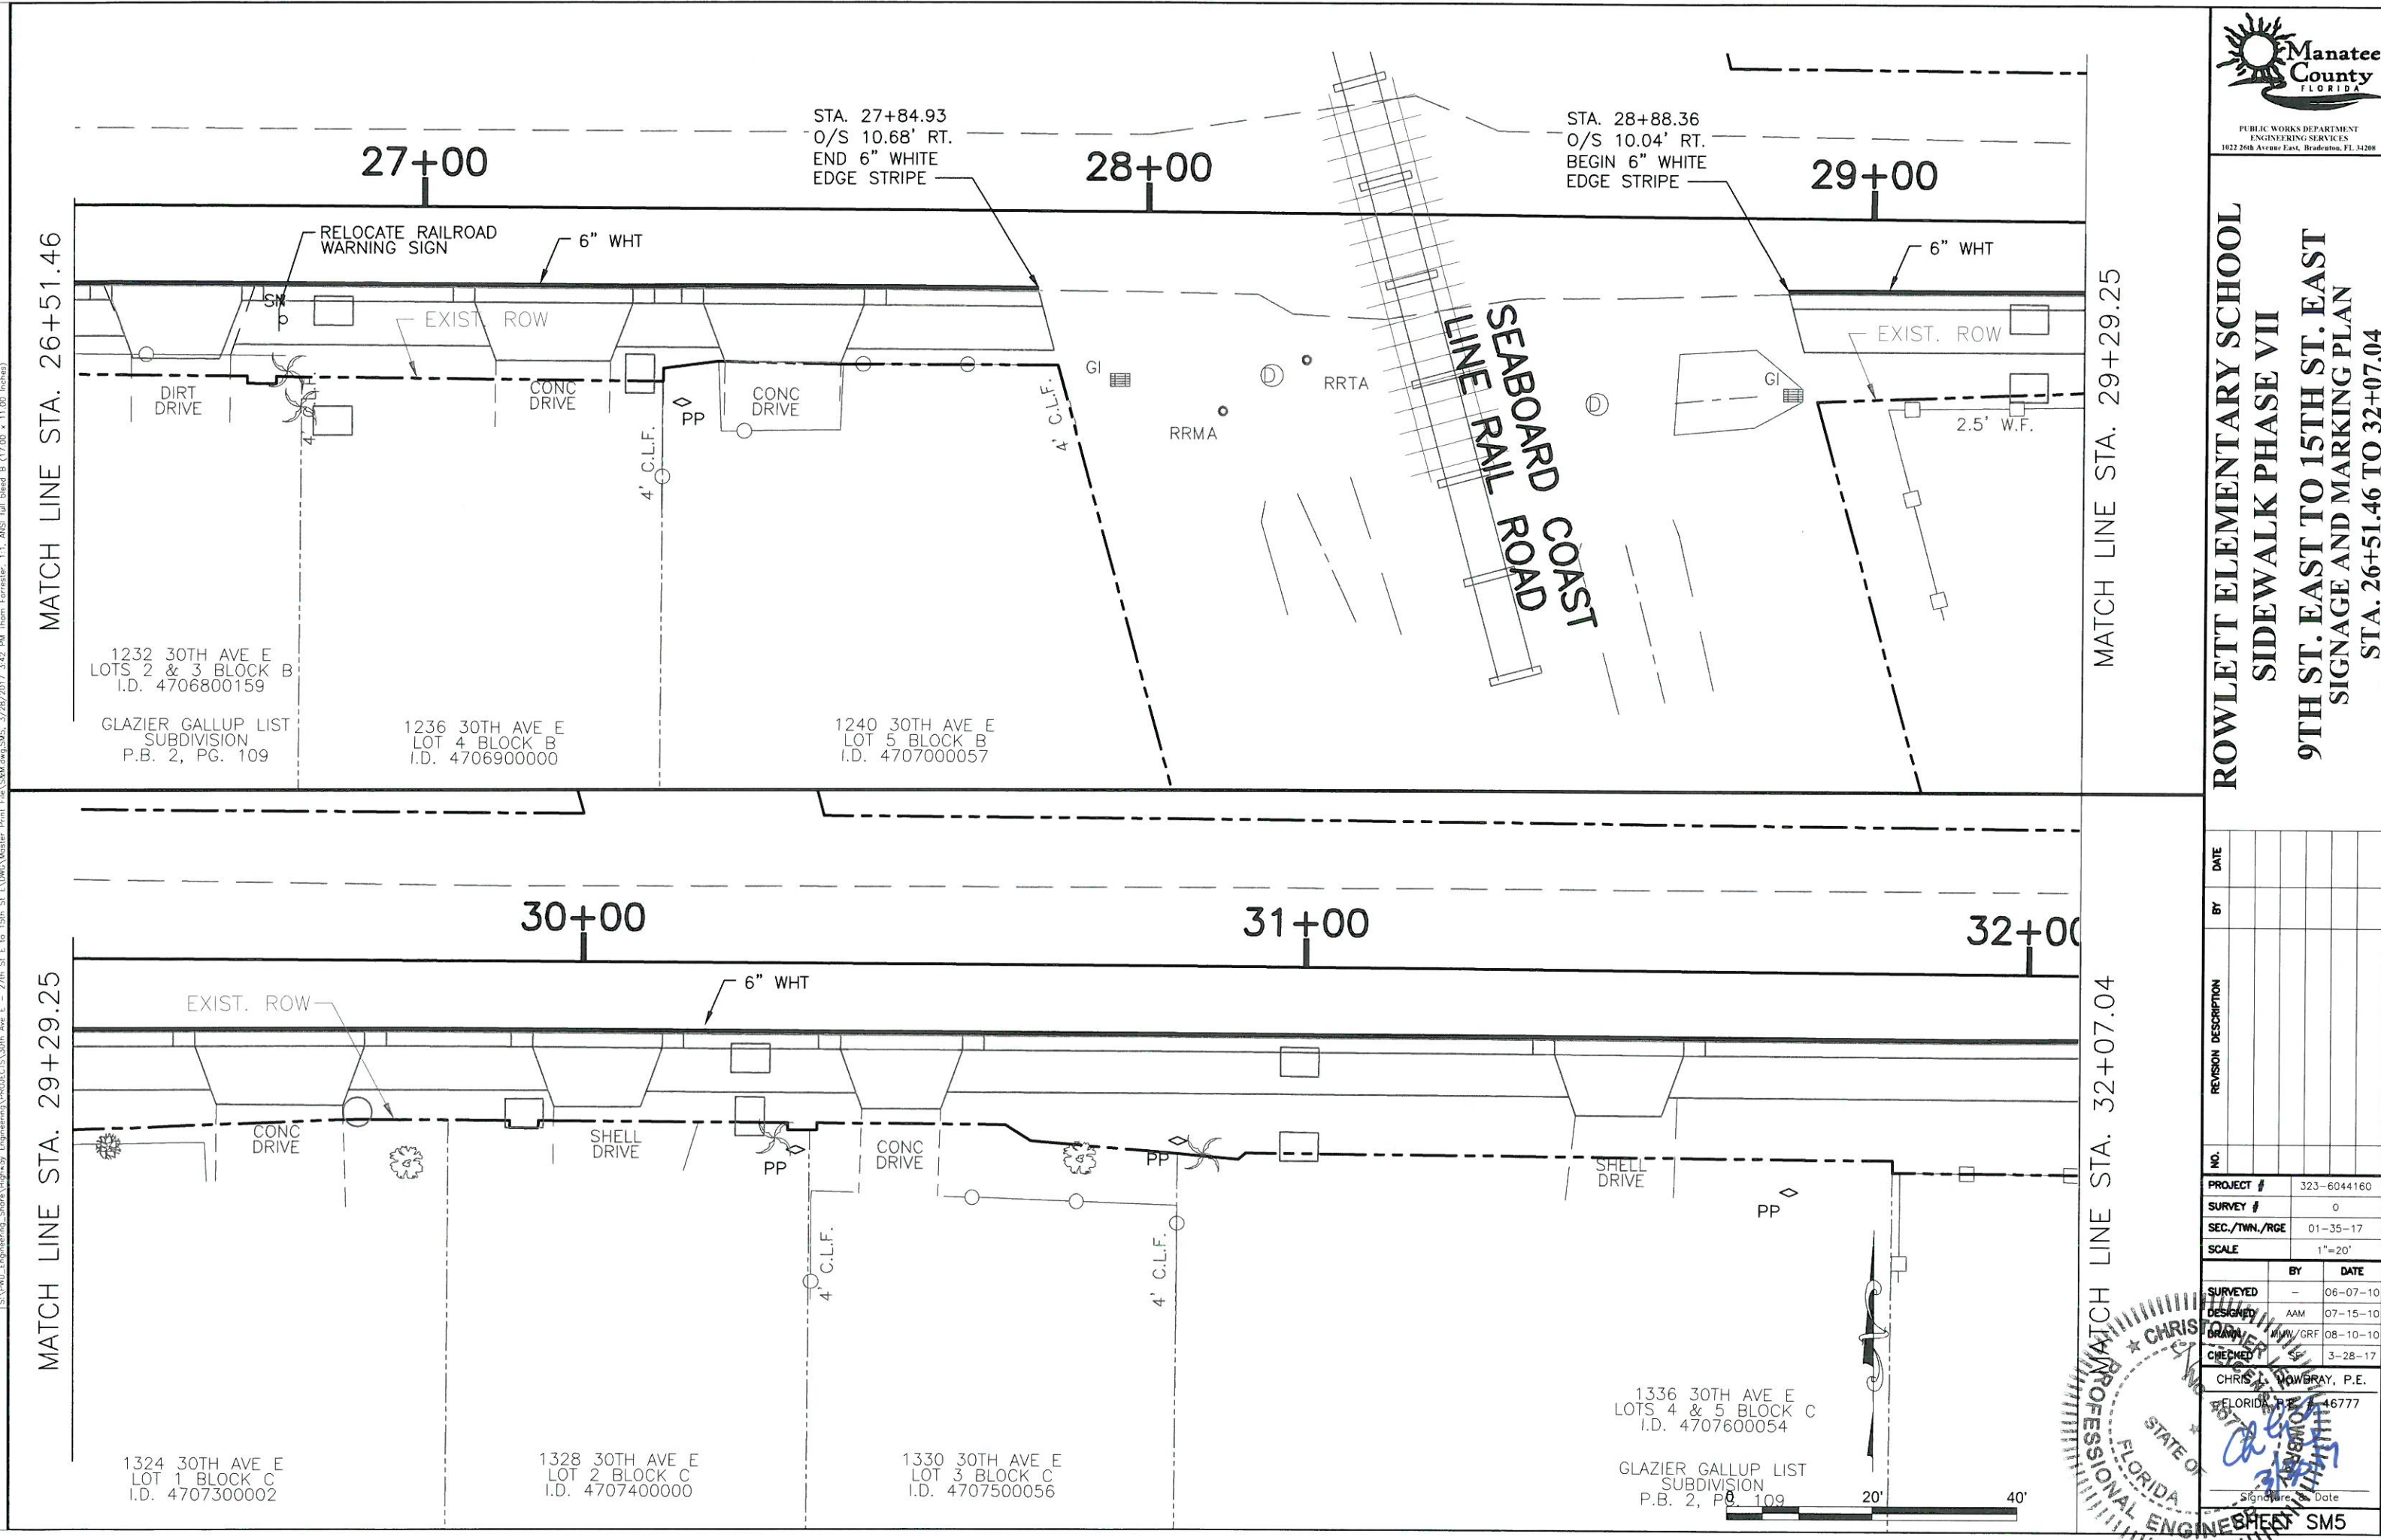 MATCH LINE STA. 26+51.46
27+00
STA. 27+84.93
O/S 10.68' RT.
END 6" WHITE
EDGE STRIPE
28+00
STA. 28+88.36
O/S 10.04' RT.
BEGIN 6" WHITE
EDGE STRIPE
29+00
RELOCATE RAILROAD
WARNING SIGN
6" WHT
6" WHT
EXIST. ROW
EXIST. ROW
DIRT
DRIVE
CONC
DRIVE
PP
CONC
DRIVE
4' C.L.F.
4' C.L.F.
GI
D
RRTA
RRMA
D
GI
2.5' W.F.
SEABOARD COAST
LINE RAIL ROAD
MATCH LINE STA. 29+29.25
1232 30TH AVE E
LOTS 2 & 3 BLOCK B
I.D. 4706800159
GLAZIER GALLUP LIST
SUBDIVISION
P.B. 2, PG. 109
1236 30TH AVE E
LOT 4 BLOCK B
I.D. 4706900000
1240 30TH AVE E
LOT 5 BLOCK B
I.D. 4707000057
MATCH LINE STA. 29+29.25
30+00
31+00
32+00
EXIST. ROW
6" WHT
CONC
DRIVE
SHELL
DRIVE
PP
CONC
DRIVE
PP
SHELL
DRIVE
PP
4' C.L.F.
4' C.L.F.
MATCH LINE STA. 32+07.04
1324 30TH AVE E
LOT 1 BLOCK C
I.D. 4707300002
1328 30TH AVE E
LOT 2 BLOCK C
I.D. 4707400000
1330 30TH AVE E
LOT 3 BLOCK C
I.D. 4707500056
1336 30TH AVE E
LOTS 4 & 5 BLOCK C
I.D. 4707600054
GLAZIER GALLUP LIST
SUBDIVISION
P.B. 2, PG. 109
0 20' 40'
Manatee
County
FLORIDA
PUBLIC WORKS DEPARTMENT
ENGINEERING SERVICES
1022 26th Avenue East, Bradenton, FL 34208
ROWLETT ELEMENTARY SCHOOL
SIDEWALK PHASE VII
9TH ST. EAST TO 15TH ST. EAST
SIGNAGE AND MARKING PLAN
STA. 26+51.46 TO 32+07.04
NO. REVISION DESCRIPTION BY DATE
PROJECT # 323-6044160
SURVEY # 0
SEC./TWN./RGE 01-35-17
SCALE 1"=20'
BY DATE
SURVEYED - 06-07-10
DESIGNED AAM 07-15-10
DRAWN MMW/GRF 08-10-10
CHECKED 3-28-17
CHRIS L. MOWBRAY, P.E.
FLORIDA P.E. # 46777
Signature & Date
SHEET SM5
CHRISTOPHER LEE MOWBRAY
LICENSE
No 46777
STATE OF
FLORIDA
PROFESSIONAL ENGINEER